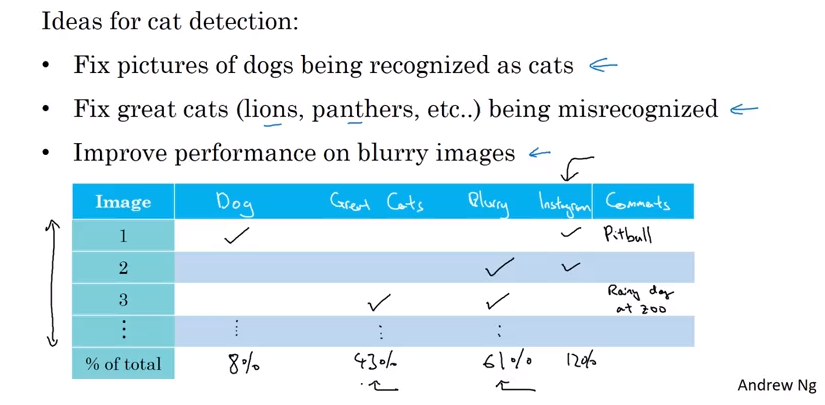 Ideas for cat detection:
• Fix pictures of dogs being recognized as cats
• Fix great cats (lions, panthers, etc..) being misrecognized
• Improve performance on blurry images
Image Dog Great Cats Blurry Instagram Comments
1 ✓ ✓ Pitbull
2 ✓ ✓
3 ✓ ✓ Rainy day
at zoo
⋮ ⋮ ⋮ ⋮
% of total 8% 43% 61% 12%
Andrew Ng